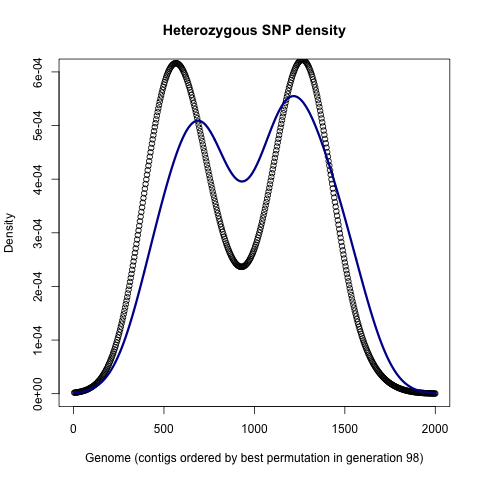 Heterozygous SNP density
Density
6e-04
5e-04
4e-04
3e-04
2e-04
1e-04
0e+00
0 500 1000 1500 2000
Genome (contigs ordered by best permutation in generation 98)